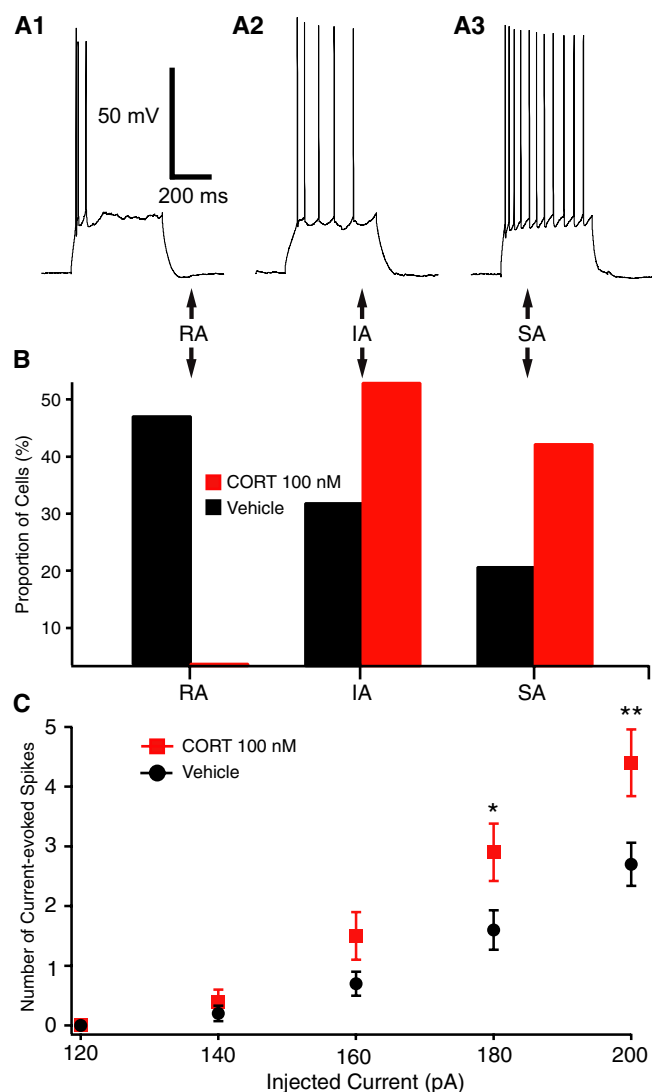 A1 A2 A3
50 mV
200 ms
RA IA SA
B
50
40
30
20
10
Proportion of Cells (%)
CORT 100 nM
Vehicle
RA IA SA
C
5
4
3
2
1
0
Number of Current-evoked Spikes
CORT 100 nM
Vehicle
*
**
120 140 160 180 200
Injected Current (pA)